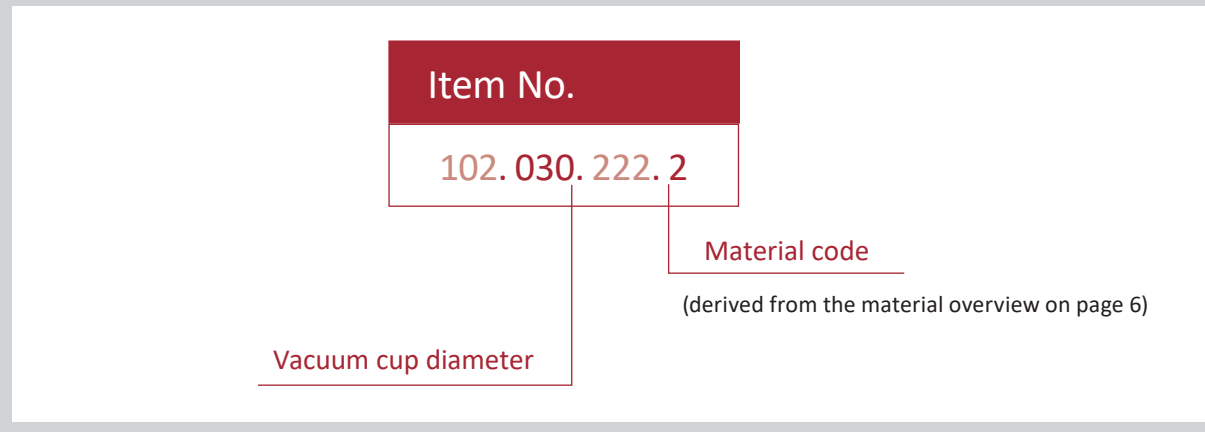 Item No.
102. 030. 222. 2
Material code
(derived from the material overview on page 6)
Vacuum cup diameter